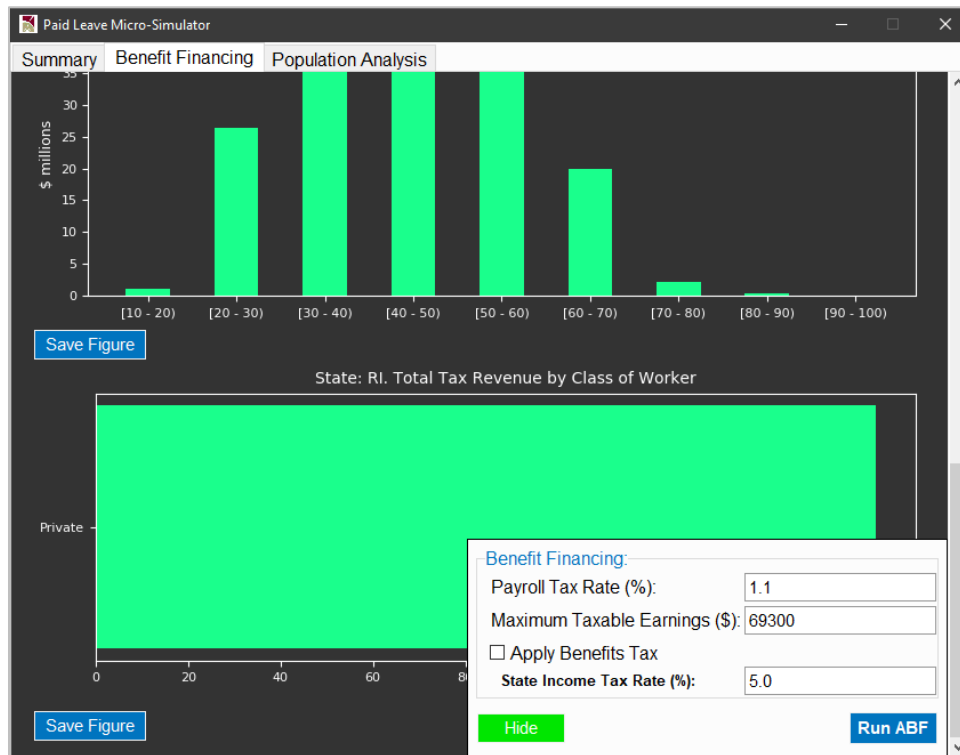 Paid Leave Micro-Simulator
Summary Benefit Financing Population Analysis
35
30
25
20
15
10
5
0
$ millions
[10 - 20) [20 - 30) [30 - 40) [40 - 50) [50 - 60) [60 - 70) [70 - 80) [80 - 90) [90 - 100)
Save Figure
State: RI. Total Tax Revenue by Class of Worker
Private
0 20 40 60
Save Figure
Benefit Financing:
Payroll Tax Rate (%): 1.1
Maximum Taxable Earnings ($): 69300
Apply Benefits Tax
State Income Tax Rate (%): 5.0
Hide Run ABF